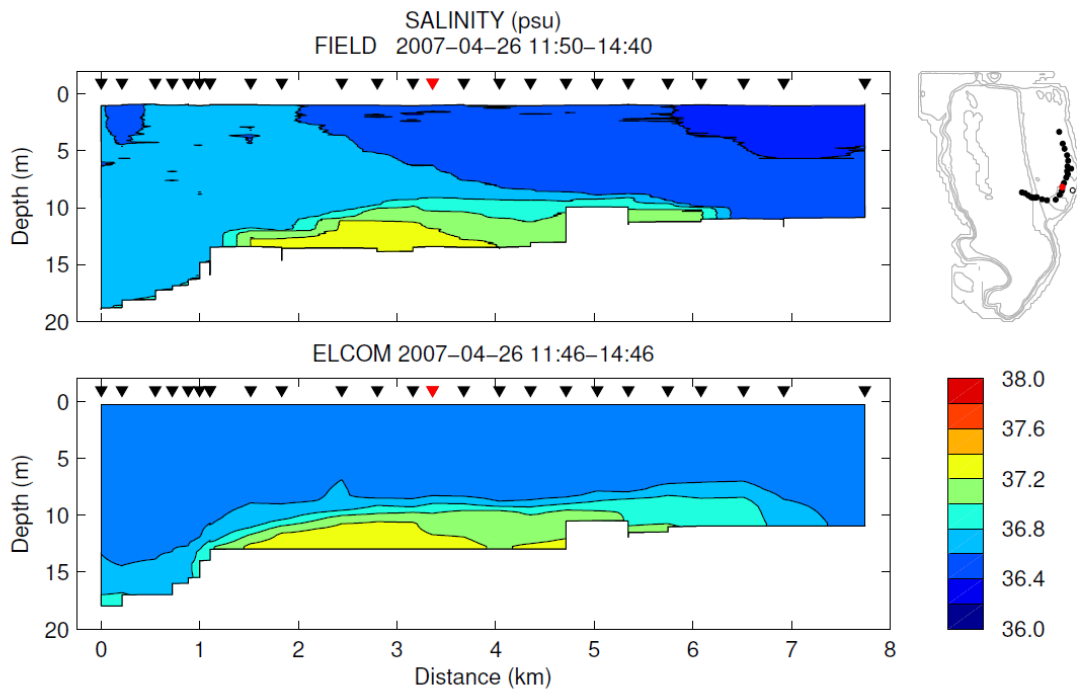 SALINITY (psu)
FIELD 2007-04-26 11:50-14:40
0
5
10
15
20
Depth (m)
ELCOM 2007-04-26 11:46-14:46
0
5
10
15
20
Depth (m)
0 1 2 3 4 5 6 7 8
Distance (km)
38.0
37.6
37.2
36.8
36.4
36.0